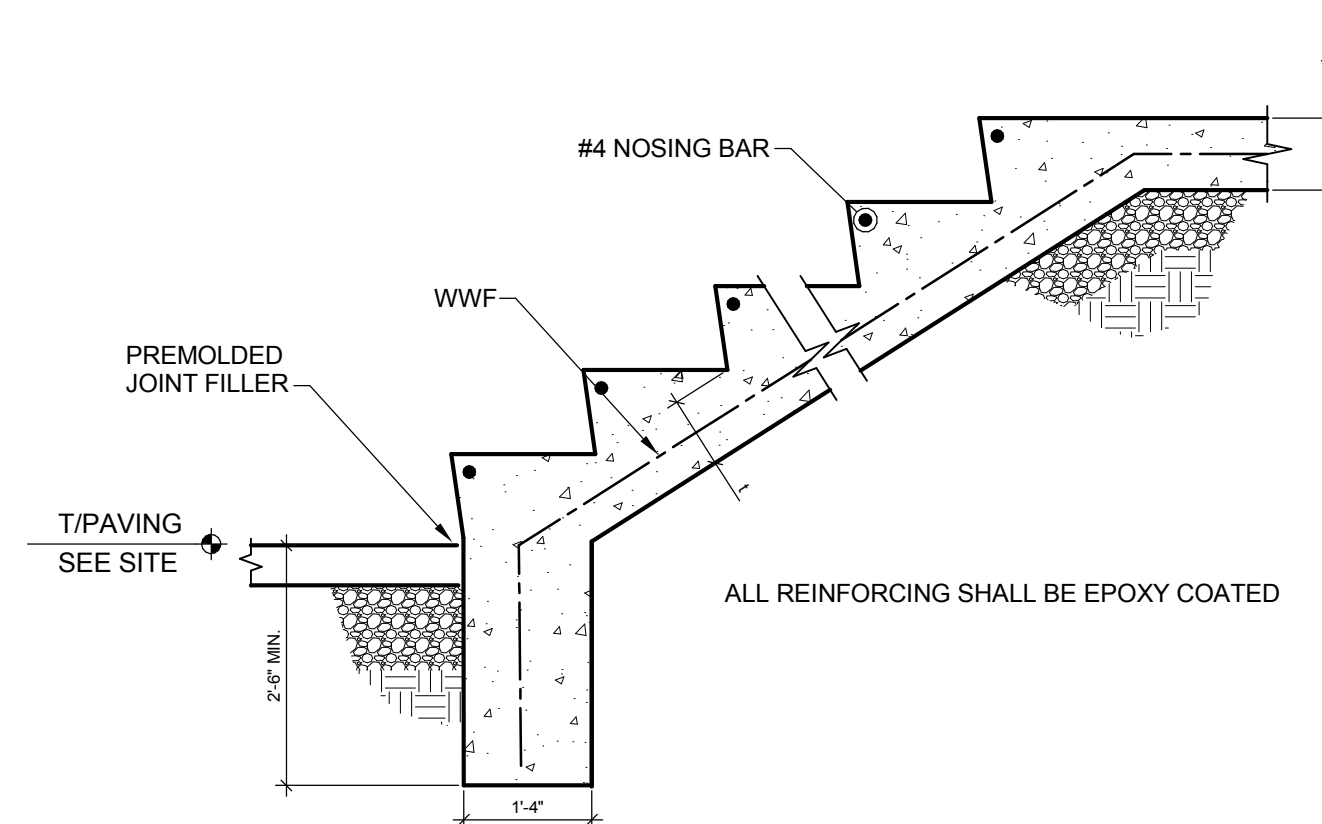 #4 NOSING BAR
WWF
PREMOLDED
JOINT FILLER
T/PAVING
SEE SITE
t
ALL REINFORCING SHALL BE EPOXY COATED
2'-6" MIN.
1'-4"